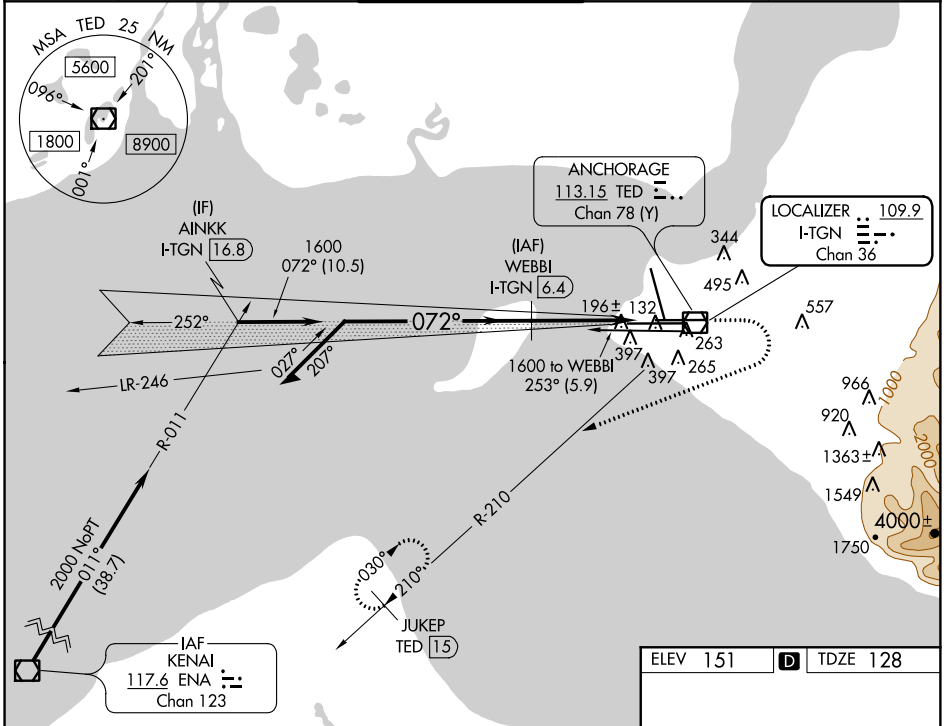 MSA TED 25 NM
5600
096°
201°
1800
8900
001°
(IF)
AINKK
I-TGN 16.8
1600
072° (10.5)
ANCHORAGE
113.15 TED
Chan 78 (Y)
LOCALIZER 109.9
I-TGN
Chan 36
(IAF)
WEBBI
I-TGN 6.4
344
495
557
196± 132
252°
072°
263
397
397
265
1600 to WEBBI
253° (5.9)
027°
207°
LR-246
R-011
966
1000
920
2000
1363±
1549
4000±
1750
R-210
2000 NoPT
011°
(38.7)
030°
210°
JUKEP
TED 15
IAF
KENAI
117.6 ENA
Chan 123
ELEV 151 D TDZE 128